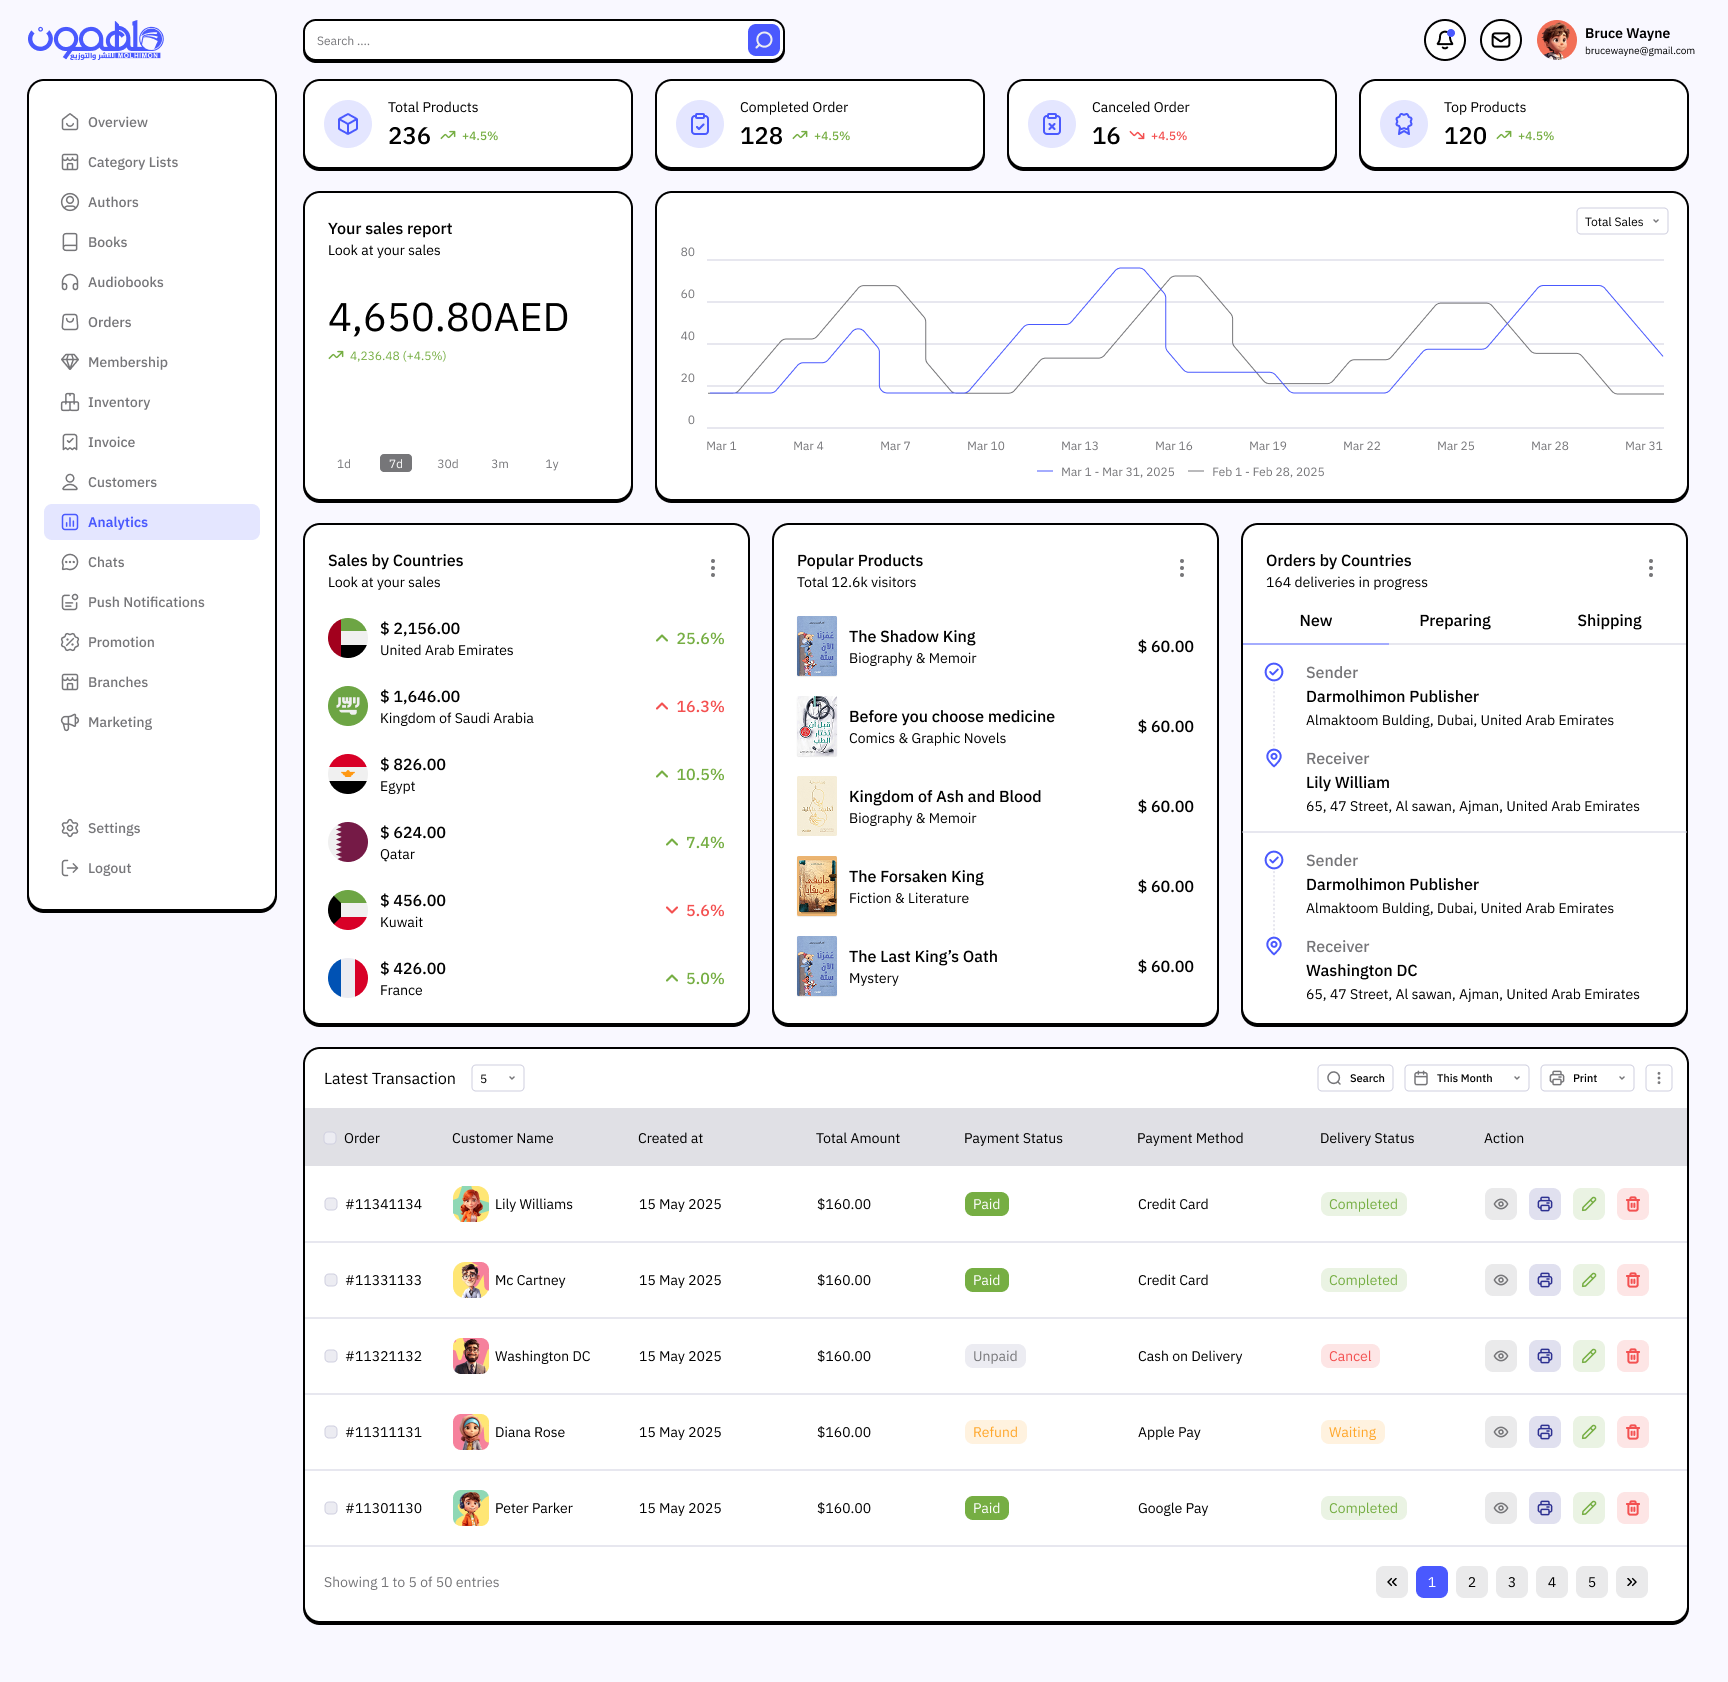 ملهمون
للنشر والتوزيع MOLHIMON
Search ....
Bruce Wayne
brucewayne@gmail.com
Overview
Category Lists
Authors
Books
Audiobooks
Orders
Membership
Inventory
Invoice
Customers
Analytics
Chats
Push Notifications
Promotion
Branches
Marketing
Settings
Logout
Total Products
236 +4.5%
Completed Order
128 +4.5%
Canceled Order
16 +4.5%
Top Products
120 +4.5%
Your sales report
Look at your sales
4,650.80AED
4,236.48 (+4.5%)
1d 7d 30d 3m 1y
Total Sales
80
60
40
20
0
Mar 1 Mar 4 Mar 7 Mar 10 Mar 13 Mar 16 Mar 19 Mar 22 Mar 25 Mar 28 Mar 31
Mar 1 - Mar 31, 2025 Feb 1 - Feb 28, 2025
Sales by Countries
Look at your sales
$ 2,156.00
United Arab Emirates
25.6%
$ 1,646.00
Kingdom of Saudi Arabia
16.3%
$ 826.00
Egypt
10.5%
$ 624.00
Qatar
7.4%
$ 456.00
Kuwait
5.6%
$ 426.00
France
5.0%
Popular Products
Total 12.6k visitors
The Shadow King
Biography & Memoir
$ 60.00
Before you choose medicine
Comics & Graphic Novels
$ 60.00
قبل أن
تختار
الطب
Kingdom of Ash and Blood
Biography & Memoir
$ 60.00
The Forsaken King
Fiction & Literature
$ 60.00
The Last King’s Oath
Mystery
$ 60.00
Orders by Countries
164 deliveries in progress
New Preparing Shipping
Sender
Darmolhimon Publisher
Almaktoom Bulding, Dubai, United Arab Emirates
Receiver
Lily William
65, 47 Street, Al sawan, Ajman, United Arab Emirates
Sender
Darmolhimon Publisher
Almaktoom Bulding, Dubai, United Arab Emirates
Receiver
Washington DC
65, 47 Street, Al sawan, Ajman, United Arab Emirates
Latest Transaction 5 Search This Month Print
Order Customer Name Created at Total Amount Payment Status Payment Method Delivery Status Action
#11341134 Lily Williams 15 May 2025 $160.00 Paid Credit Card Completed
#11331133 Mc Cartney 15 May 2025 $160.00 Paid Credit Card Completed
#11321132 Washington DC 15 May 2025 $160.00 Unpaid Cash on Delivery Cancel
#11311131 Diana Rose 15 May 2025 $160.00 Refund Apple Pay Waiting
#11301130 Peter Parker 15 May 2025 $160.00 Paid Google Pay Completed
Showing 1 to 5 of 50 entries « 1 2 3 4 5 »